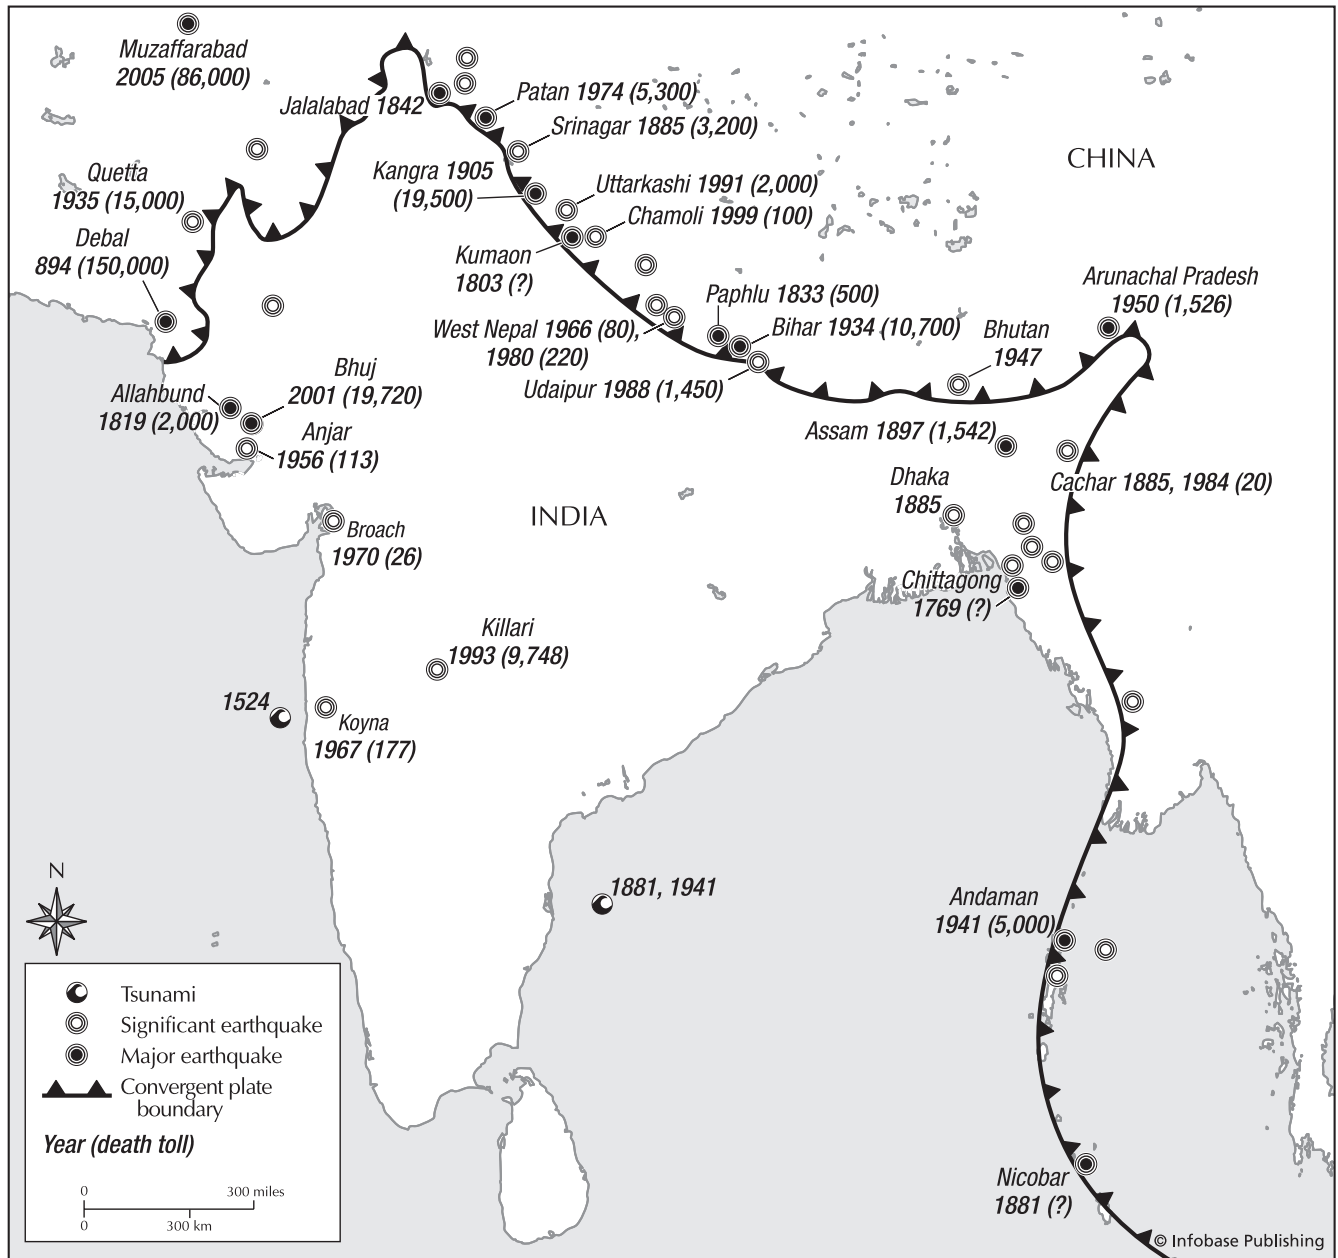 Muzaffarabad
2005 (86,000)
Jalalabad 1842
Patan 1974 (5,300)
Srinagar 1885 (3,200)
CHINA
Quetta
1935 (15,000)
Kangra 1905
(19,500)
Uttarkashi 1991 (2,000)
Chamoli 1999 (100)
Debal
894 (150,000)
Kumaon
1803 (?)
Arunachal Pradesh
1950 (1,526)
Paphlu 1833 (500)
Bihar 1934 (10,700)
West Nepal 1966 (80),
1980 (220)
Bhutan
1947
Udaipur 1988 (1,450)
Bhuj
2001 (19,720)
Allahbund
1819 (2,000)
Anjar
1956 (113)
Assam 1897 (1,542)
Cachar 1885, 1984 (20)
Dhaka
1885
INDIA
Broach
1970 (26)
Chittagong
1769 (?)
Killari
1993 (9,748)
1524
Koyna
1967 (177)
N
1881, 1941
Andaman
1941 (5,000)
Tsunami
Significant earthquake
Major earthquake
Convergent plate
boundary
Year (death toll)
0 300 miles
0 300 km
Nicobar
1881 (?)
© Infobase Publishing